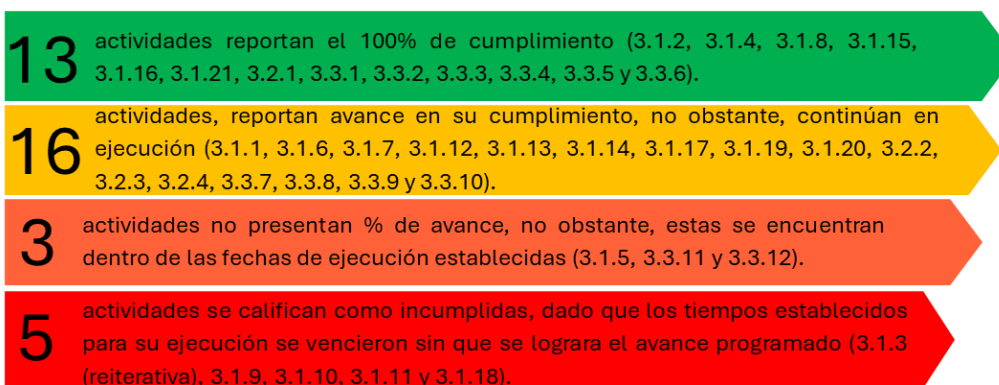 13
actividades reportan el 100% de cumplimiento (3.1.2, 3.1.4, 3.1.8, 3.1.15,
3.1.16, 3.1.21, 3.2.1, 3.3.1, 3.3.2, 3.3.3, 3.3.4, 3.3.5 y 3.3.6).
16
actividades, reportan avance en su cumplimiento, no obstante, continúan en
ejecución (3.1.1, 3.1.6, 3.1.7, 3.1.12, 3.1.13, 3.1.14, 3.1.17, 3.1.19, 3.1.20, 3.2.2,
3.2.3, 3.2.4, 3.3.7, 3.3.8, 3.3.9 y 3.3.10).
3
actividades no presentan % de avance, no obstante, estas se encuentran
dentro de las fechas de ejecución establecidas (3.1.5, 3.3.11 y 3.3.12).
5
actividades se califican como incumplidas, dado que los tiempos establecidos
para su ejecución se vencieron sin que se lograra el avance programado (3.1.3
(reiterativa), 3.1.9, 3.1.10, 3.1.11 y 3.1.18).